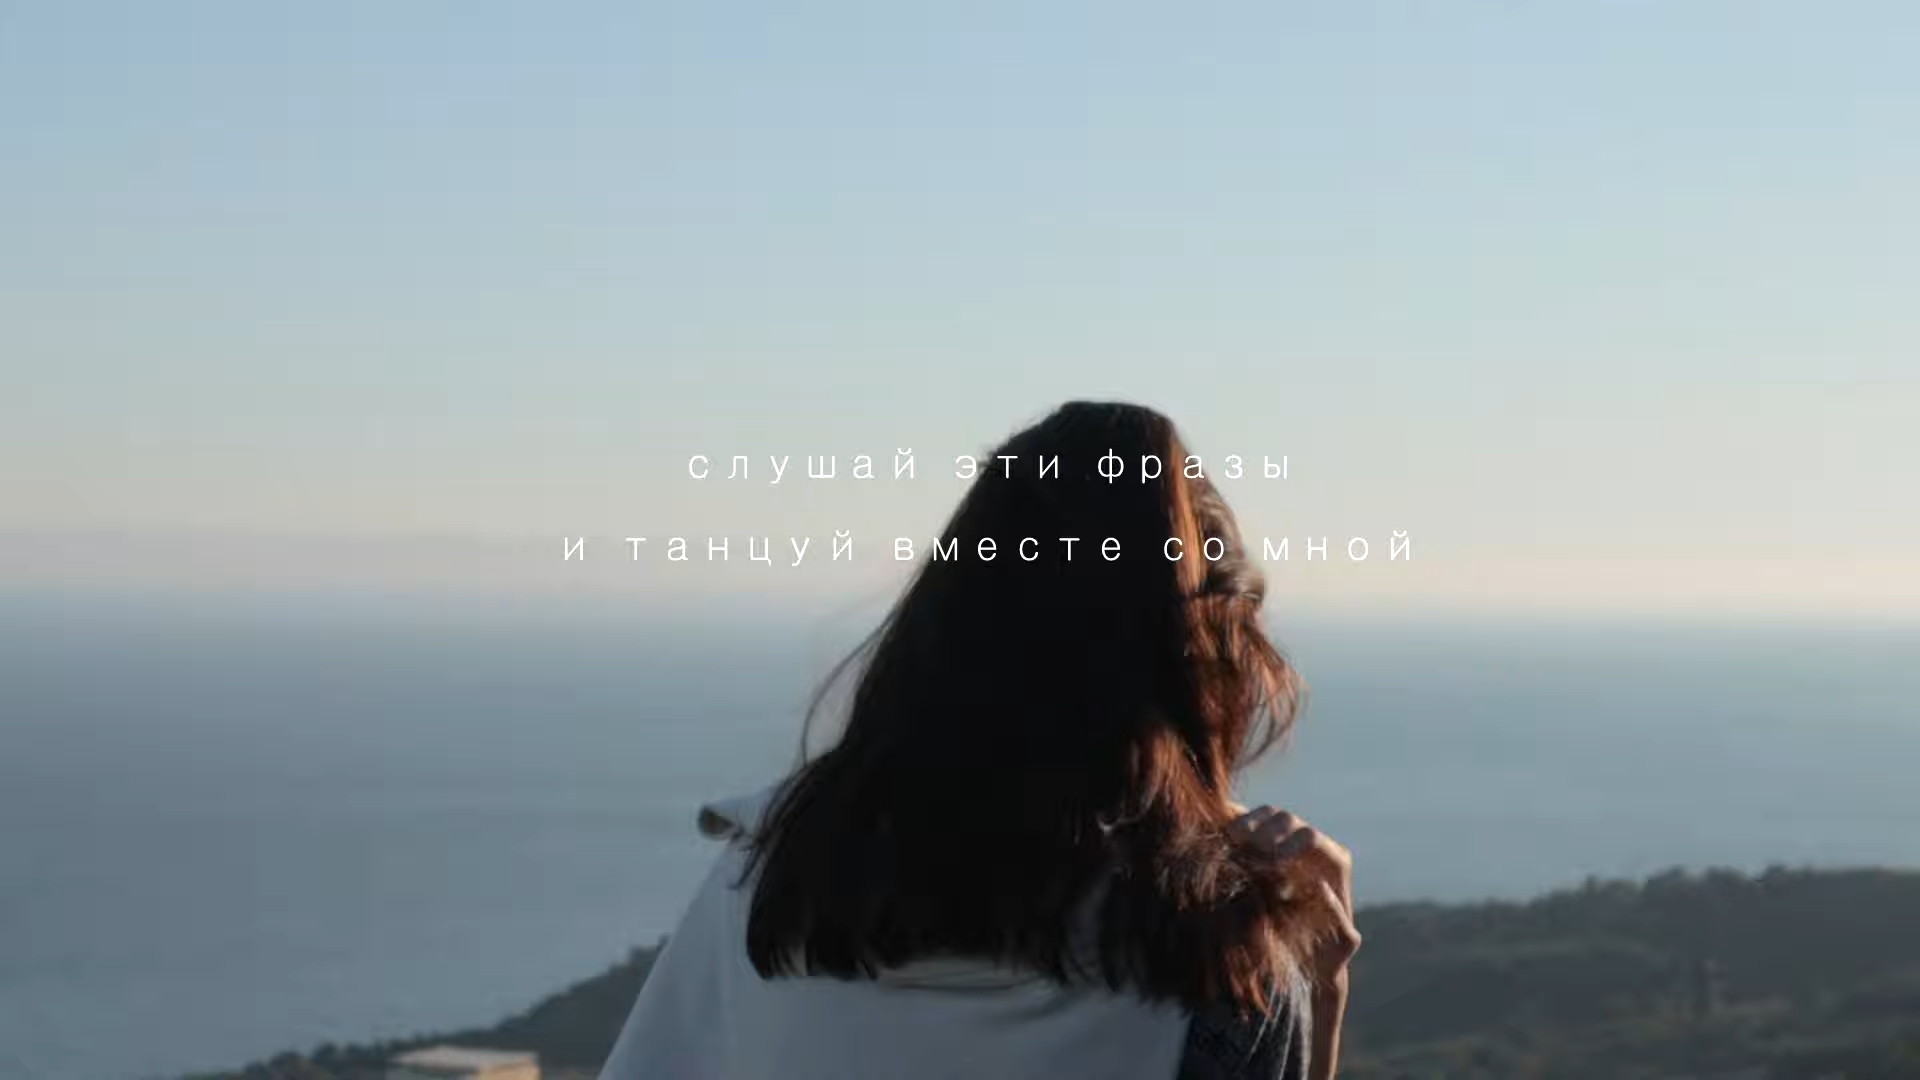 слушай эти фразы
и танцуй вместе со мной